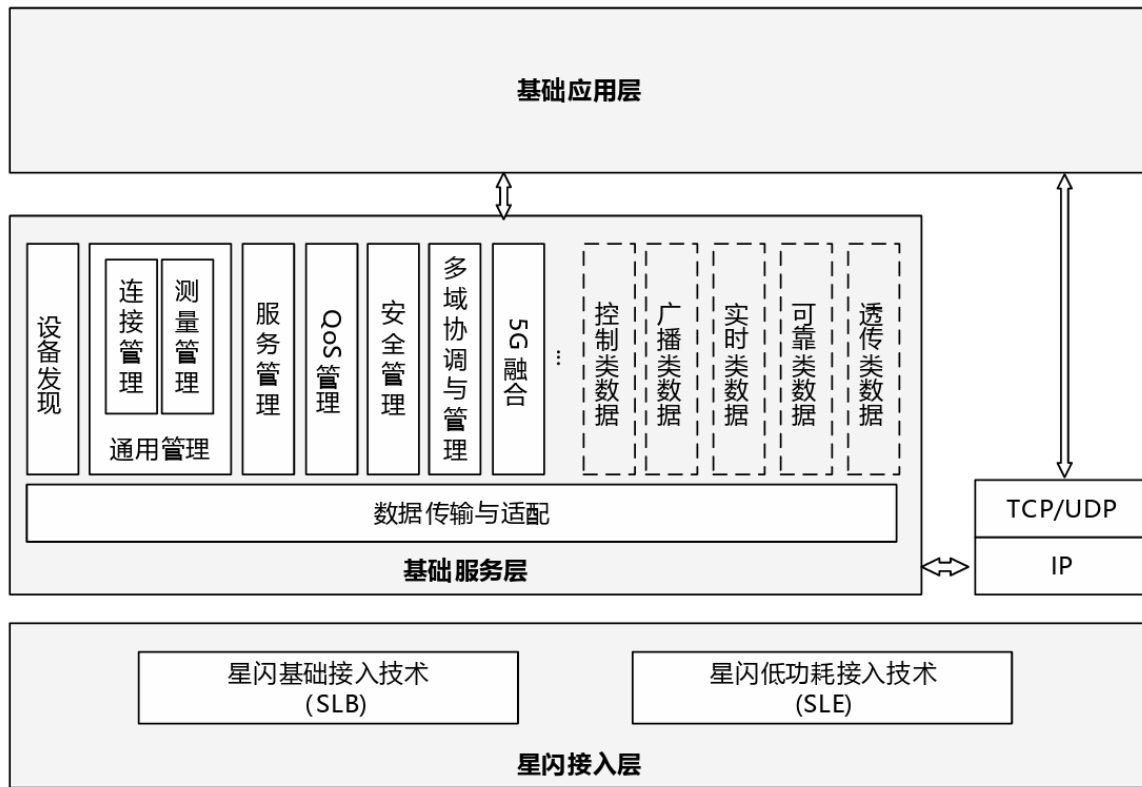 基础应用层
设备发现
连接管理
测量管理
通用管理
服务管理
QoS管理
安全管理
多域协调与管理
5G融合
...
控制类数据
广播类数据
实时类数据
可靠类数据
透传类数据
数据传输与适配
基础服务层
TCP/UDP
IP
星闪基础接入技术
(SLB)
星闪低功耗接入技术
(SLE)
星闪接入层